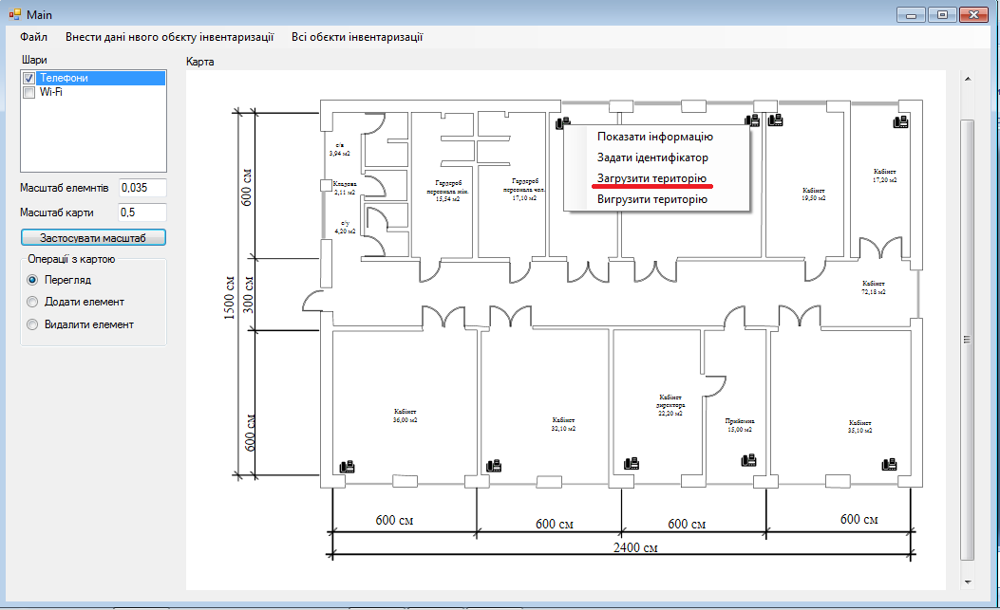 Main
Файл Внести дані нвого обєкту інвентаризації Всі обєкти інвентаризації
Шари
Телефони
Wi-Fi
Масштаб елемнтів 0,035
Масштаб карти 0,5
Застосувати масштаб
Операції з картою
Перегляд
Додати елемент
Видалити елемент
Карта
Показати інформацію
Задати ідентифікатор
Загрузити територію
Вигрузити територію
с/в
3,94 м2
Кладова
2,11 м2
с/у
4,20 м2
Гардероб
персонала жін.
15,54 м2
Гардероб
персонала чол.
17,10 м2
Кабінет
19,50 м2
Кабінет
17,20 м2
Кабінет
72,18 м2
Кабінет
36,00 м2
Кабінет
32,10 м2
Кабінет
директора
22,20 м2
Прийомна
15,00 м2
Кабінет
35,10 м2
600 см
300 см
1500 см
600 см
600 см
600 см
600 см
600 см
2400 см